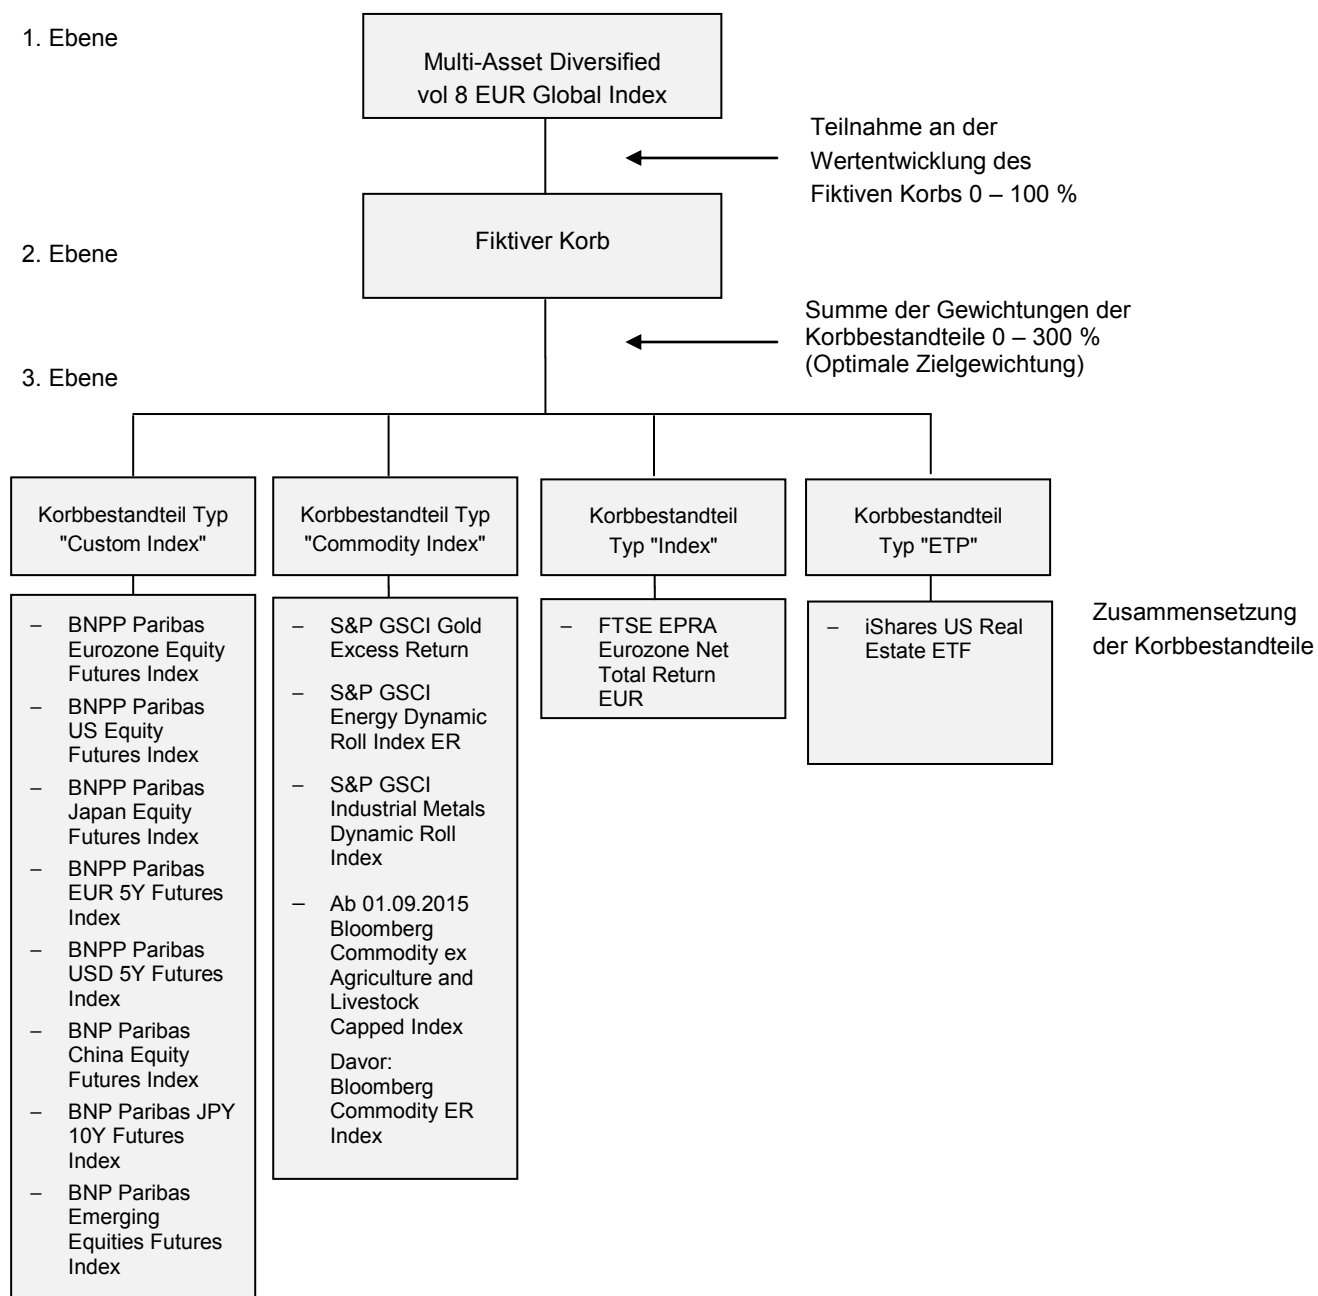 1. Ebene
Multi-Asset Diversified
vol 8 EUR Global Index
Teilnahme an der
Wertentwicklung des
Fiktiven Korbs 0 – 100 %
2. Ebene
Fiktiver Korb
Summe der Gewichtungen der
Korbbestandteile 0 – 300 %
(Optimale Zielgewichtung)
3. Ebene
Korbbestandteil Typ
"Custom Index"
– BNPP Paribas
Eurozone Equity
Futures Index
– BNPP Paribas
US Equity
Futures Index
– BNPP Paribas
Japan Equity
Futures Index
– BNPP Paribas
EUR 5Y Futures
Index
– BNPP Paribas
USD 5Y Futures
Index
– BNP Paribas
China Equity
Futures Index
– BNP Paribas JPY
10Y Futures
Index
– BNP Paribas
Emerging
Equities Futures
Index
Korbbestandteil Typ
"Commodity Index"
– S&P GSCI Gold
Excess Return
– S&P GSCI
Energy Dynamic
Roll Index ER
– S&P GSCI
Industrial Metals
Dynamic Roll
Index
– Ab 01.09.2015
Bloomberg
Commodity ex
Agriculture and
Livestock
Capped Index
Davor:
Bloomberg
Commodity ER
Index
Korbbestandteil
Typ "Index"
– FTSE EPRA
Eurozone Net
Total Return
EUR
Korbbestandteil
Typ "ETP"
– iShares US Real
Estate ETF
Zusammensetzung
der Korbbestandteile